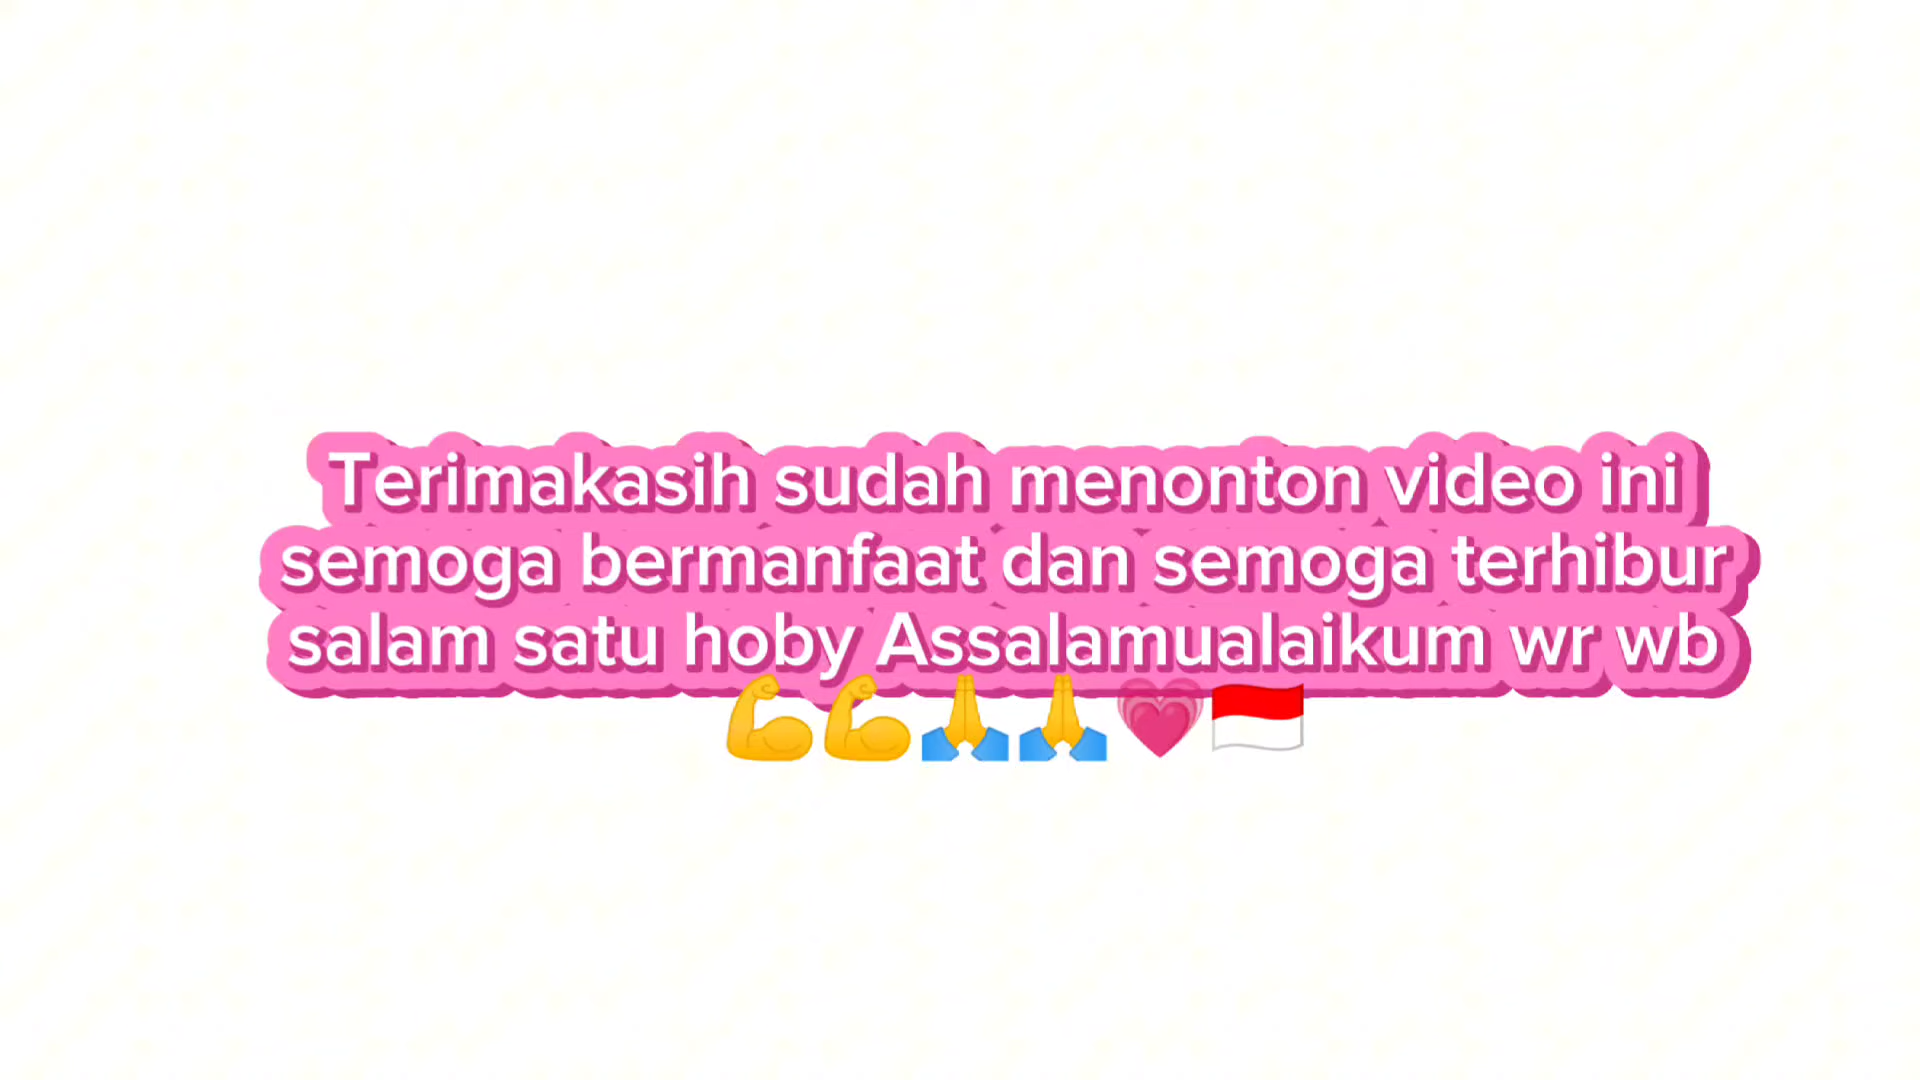 Terimakasih sudah menonton video ini
semoga bermanfaat dan semoga terhibur
salam satu hoby Assalamualaikum wr wb
💪💪🙏🙏💗🇮🇩